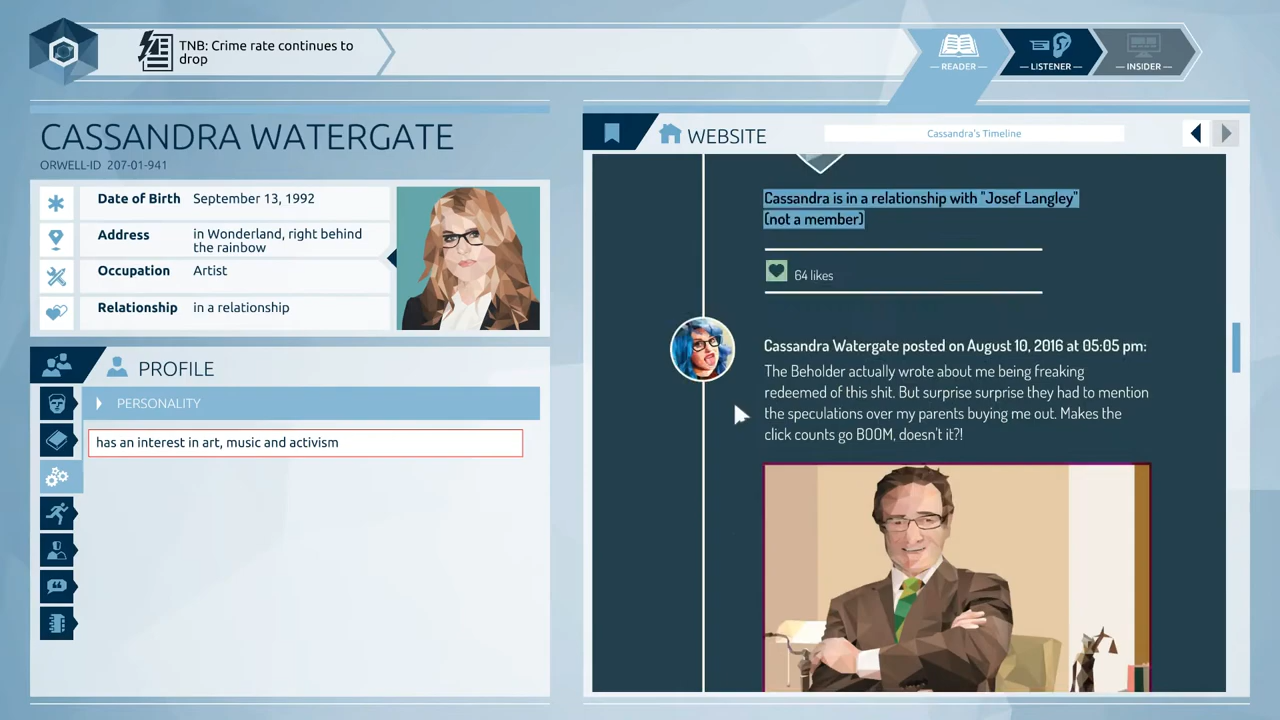 TNB: Crime rate continues to
drop
— READER —
— LISTENER —
— INSIDER —
CASSANDRA WATERGATE
ORWELL-ID 207-01-941
Date of Birth September 13, 1992
Address in Wonderland, right behind
the rainbow
Occupation Artist
Relationship in a relationship
PROFILE
PERSONALITY
has an interest in art, music and activism
WEBSITE
Cassandra's Timeline
Cassandra is in a relationship with "Josef Langley"
(not a member)
64 likes
Cassandra Watergate posted on August 10, 2016 at 05:05 pm:
The Beholder actually wrote about me being freaking
redeemed of this shit. But surprise surprise they had to mention
the speculations over my parents buying me out. Makes the
click counts go BOOM, doesn't it?!